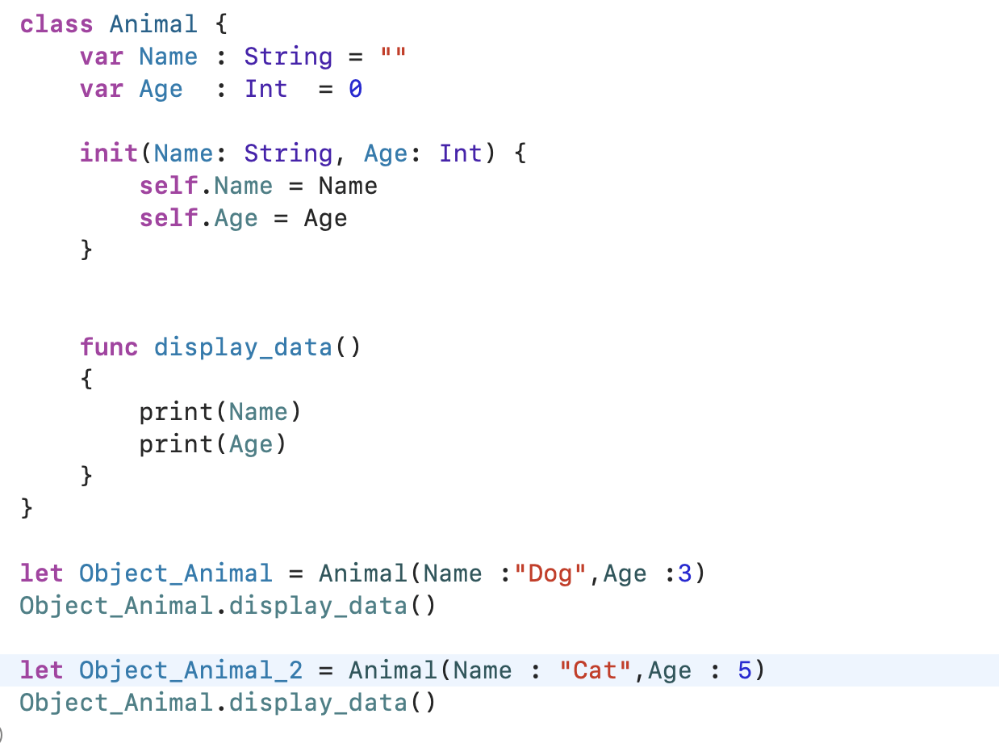 class Animal {
    var Name : String = ""
    var Age  : Int  = 0
    init(Name: String, Age: Int) {
        self.Name = Name
        self.Age = Age
    }
    func display_data()
    {
        print(Name)
        print(Age)
    }
}
let Object_Animal = Animal(Name :"Dog",Age :3)
Object_Animal.display_data()
let Object_Animal_2 = Animal(Name : "Cat",Age : 5)
Object_Animal.display_data()